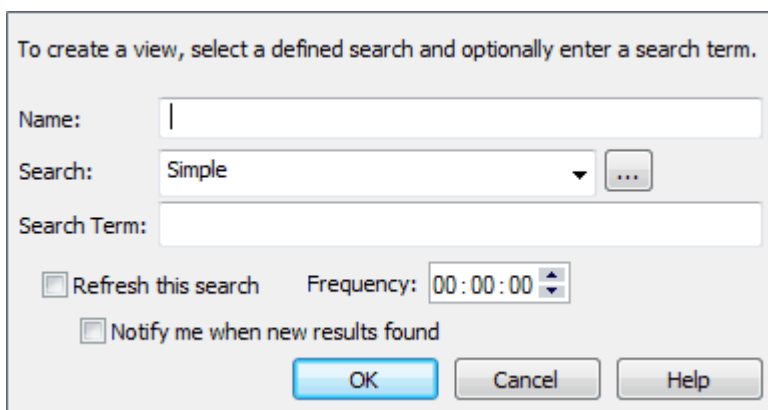 To create a view, select a defined search and optionally enter a search term.
Name:
Search: Simple ...
Search Term:
Refresh this search Frequency: 00:00:00
Notify me when new results found
OK Cancel Help